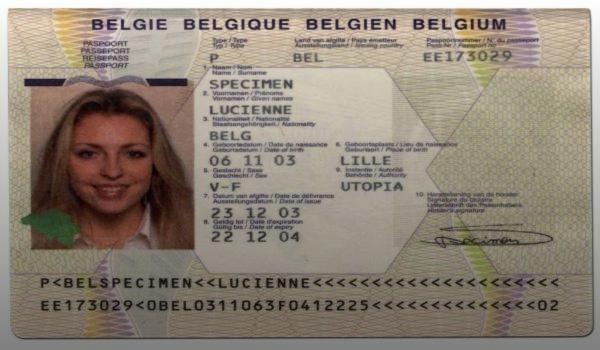 BELGIE BELGIQUE BELGIEN BELGIUM
PASPOORT
PASSEPORT
REISEPASS
PASSPORT
Type / Type
Typ / Type
Land van afgifte / Pays émetteur
Ausstellungsland / Issuing country
Paspoortnummer / N° du passeport
Pass-Nr / Passport no
P BEL EE173029
1. Naam / Nom
Name / Surname
SPECIMEN
2. Voornamen / Prénoms
Vornamen / Given names
LUCIENNE
3. Nationaliteit / Nationalité
Staatsangehörigkeit / Nationality
BELG
4. Geboortedatum / Date de naissance
Geburtsdatum / Date of birth
6. Geboorteplaats / Lieu de naissance
Geburtsort / Place of birth
06 11 03 LILLE
5. Geslacht / Sexe
Geschlecht / Sex
9. Instantie / Autorité
Behörde / Authority
V-F UTOPIA
7. Datum van afgifte / Date de délivrance
Ausstellungsdatum / Date of issue
10. Handtekening van de houder
Signature du titulaire
Unterschrift des Passinhabers
Holder's signature
23 12 03
8. Geldig tot / Date d'expiration
Gültig bis / Date of expiry
22 12 04
Specimen
P<BELSPECIMEN<<LUCIENNE<<<<<<<<<<<<<<<<<<<<
EE173029<0BEL0311063F0412225<<<<<<<<<<<<<<02